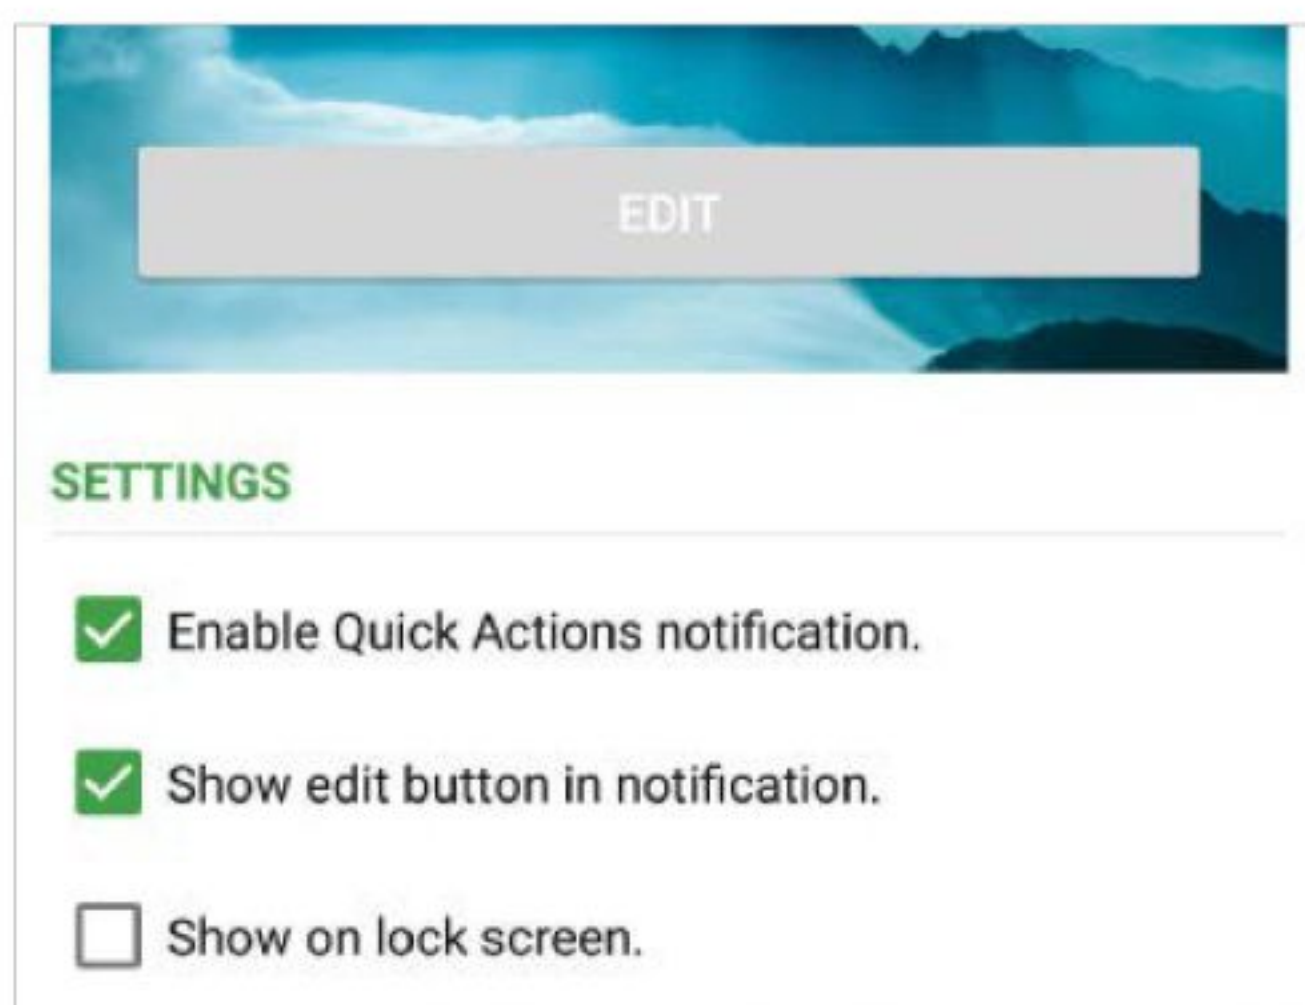 EDIT
SETTINGS
Enable Quick Actions notification.
Show edit button in notification.
Show on lock screen.